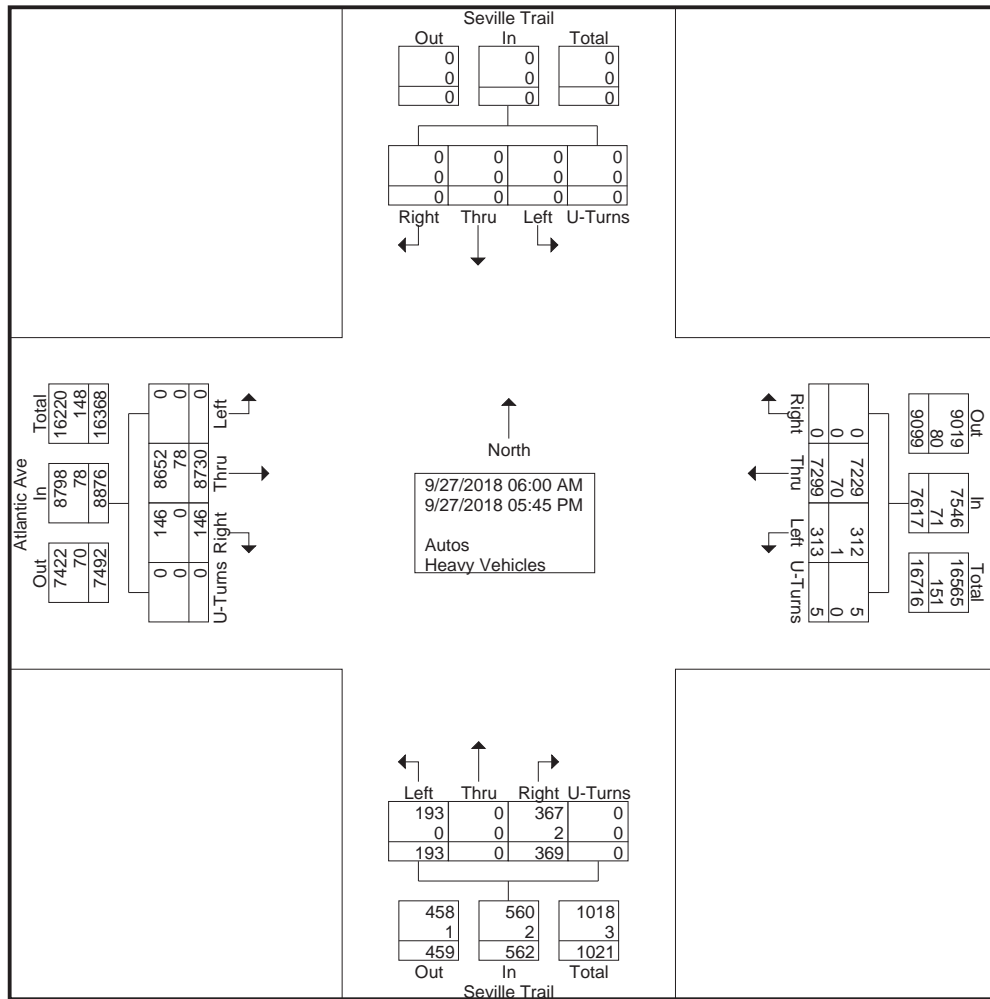 Seville Trail
Out In Total
0 0 0
0 0 0
0 0 0
0 0 0 0
0 0 0 0
0 0 0 0
Right Thru Left U-Turns
Atlantic Ave
Out In Total
7422 8798 16220
70 78 148
7492 8876 16368
U-Turns Right Thru Left
0 146 8652 0
0 0 78 0
0 146 8730 0
North
9/27/2018 06:00 AM
9/27/2018 05:45 PM
Autos
Heavy Vehicles
Out In Total
9019 7546 16565
80 71 151
9099 7617 16716
Right Thru Left U-Turns
0 7229 312 5
0 70 1 0
0 7299 313 5
Left Thru Right U-Turns
193 0 367 0
0 0 2 0
193 0 369 0
458 560 1018
1 2 3
459 562 1021
Out In Total
Seville Trail